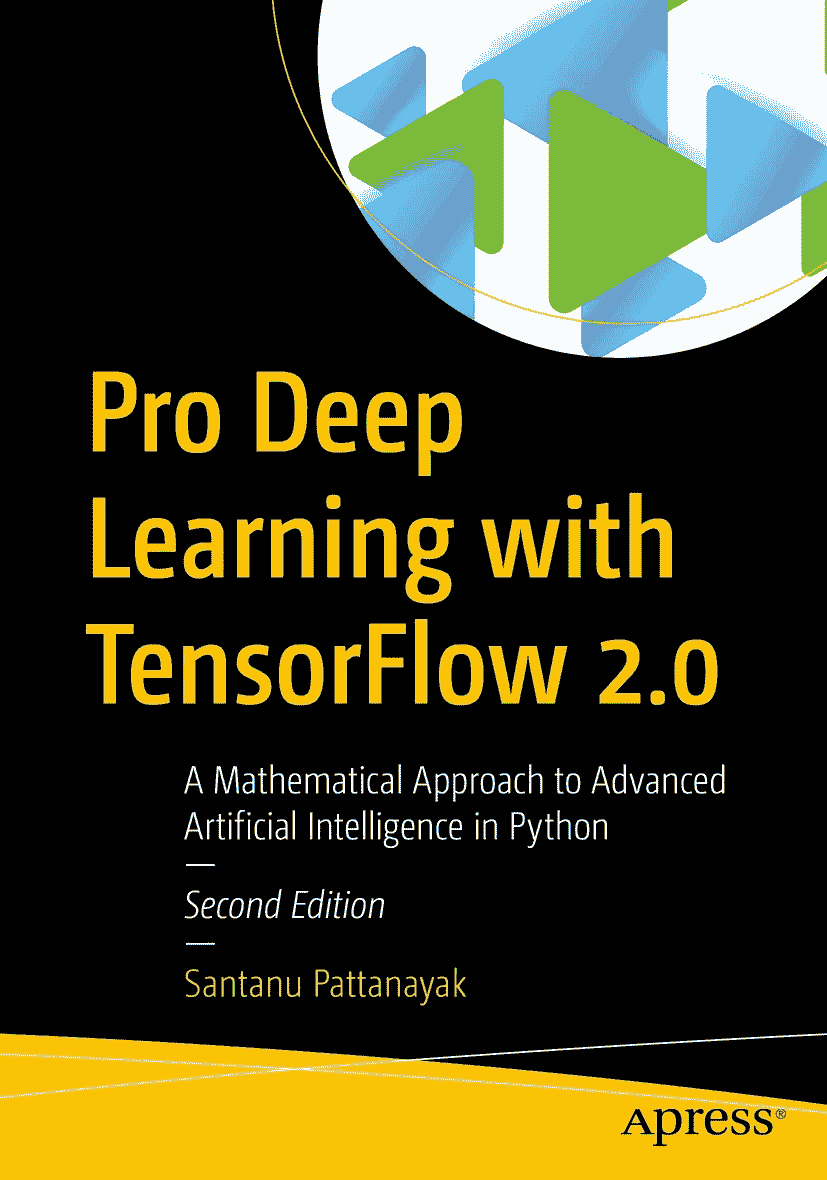 Pro Deep
Learning with
TensorFlow 2.0
A Mathematical Approach to Advanced
Artificial Intelligence in Python
—
Second Edition
—
Santanu Pattanayak
Apress®